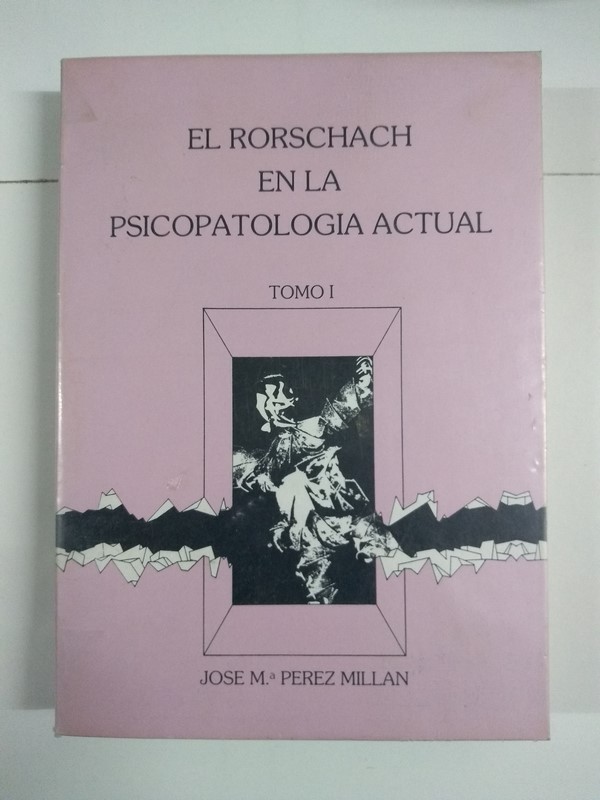 EL RORSCHACH
EN LA
PSICOPATOLOGIA ACTUAL
TOMO I
JOSE M.ª PEREZ MILLAN